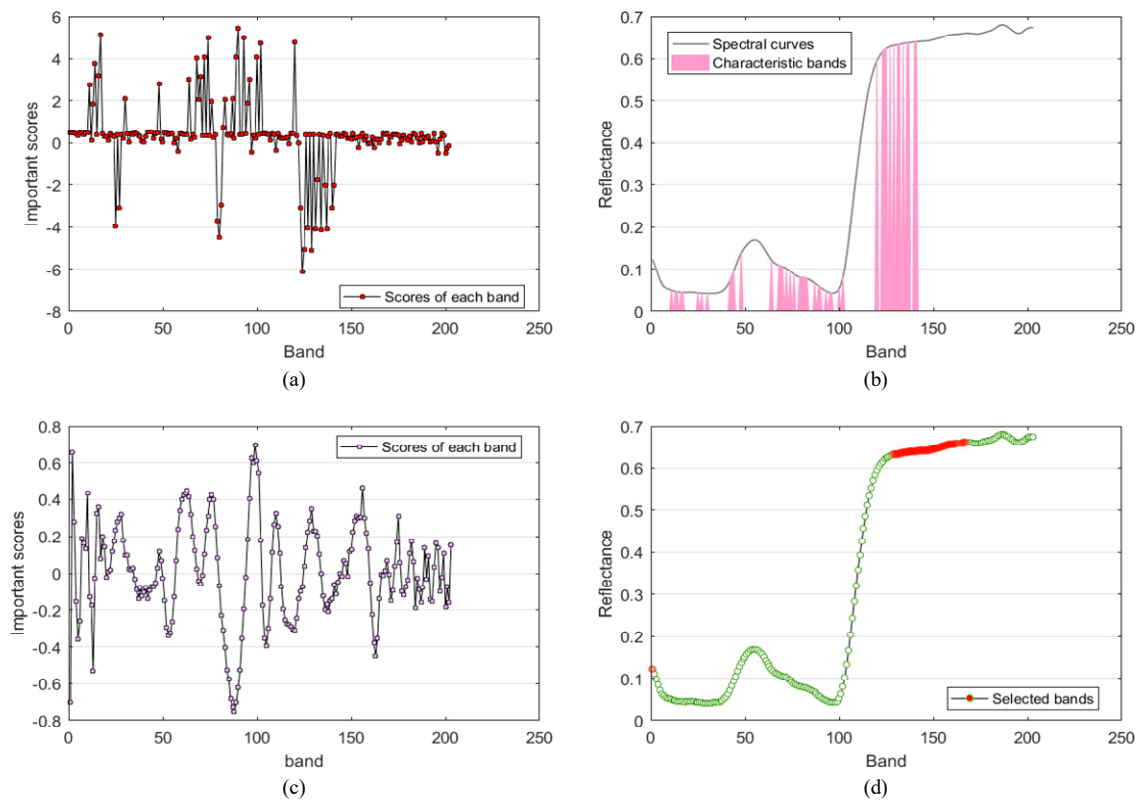 6
4
2
0
-2
-4
-6
-8
Important scores
Scores of each band
0 50 100 150 200 250
Band
(a)
0.7
0.6
0.5
0.4
0.3
0.2
0.1
0
Reflectance
Spectral curves
Characteristic bands
0 50 100 150 200 250
Band
(b)
0.8
0.6
0.4
0.2
0
-0.2
-0.4
-0.6
-0.8
Important scores
Scores of each band
0 50 100 150 200 250
band
(c)
0.7
0.6
0.5
0.4
0.3
0.2
0.1
0
Reflectance
Selected bands
0 50 100 150 200 250
Band
(d)